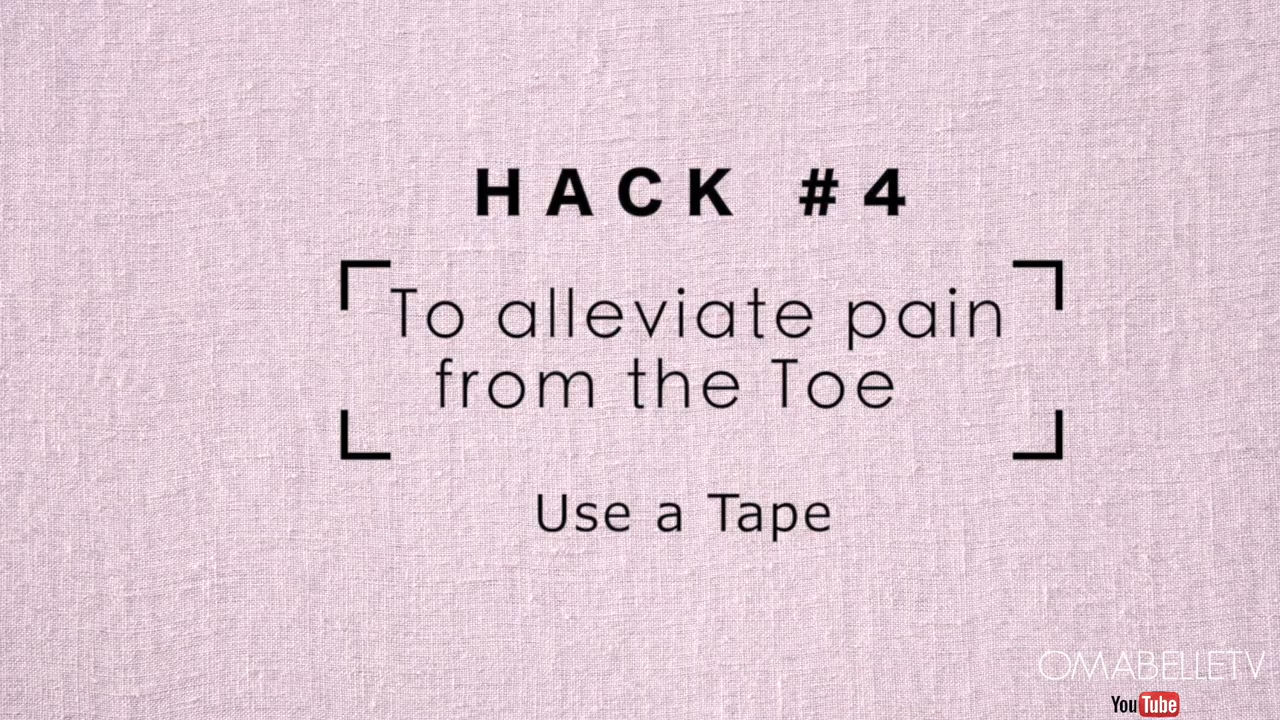 HACK #4
To alleviate pain
from the Toe
Use a Tape
OMABELLETV
YouTube